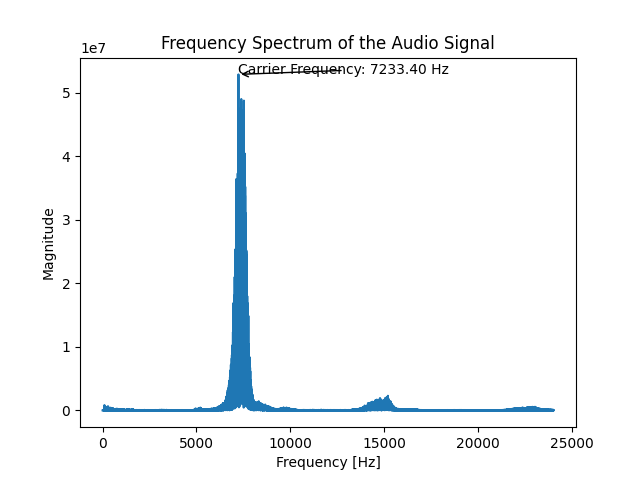 Frequency Spectrum of the Audio Signal
1e7
Carrier Frequency: 7233.40 Hz
5
4
3
2
1
0
Magnitude
0 5000 10000 15000 20000 25000
Frequency [Hz]